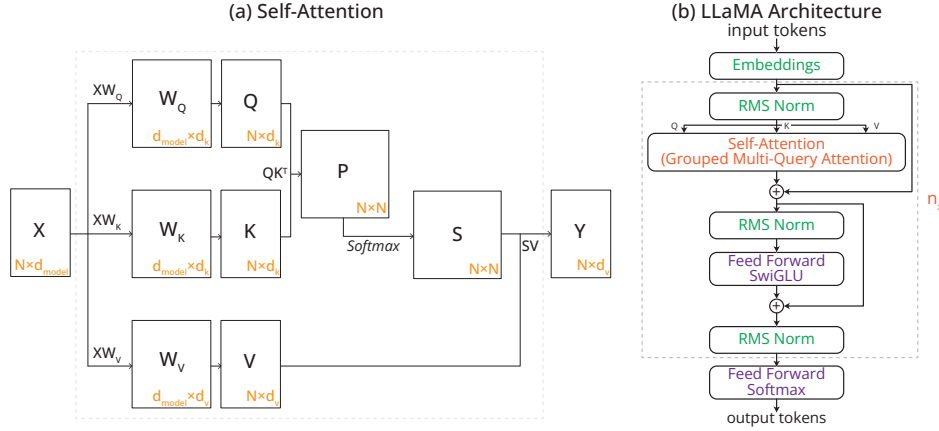 (a) Self-Attention
XW_Q
W_Q
d_model×d_k
Q
N×d_k
QKᵀ
P
N×N
X
N×d_model
XW_K
W_K
d_model×d_k
K
N×d_k
Softmax
S
N×N
SV
Y
N×d_v
XW_V
W_V
d_model×d_v
V
N×d_v
(b) LLaMA Architecture
input tokens
Embeddings
RMS Norm
Q K V
Self-Attention
(Grouped Multi-Query Attention)
+
RMS Norm
Feed Forward
SwiGLU
+
RMS Norm
Feed Forward
Softmax
output tokens